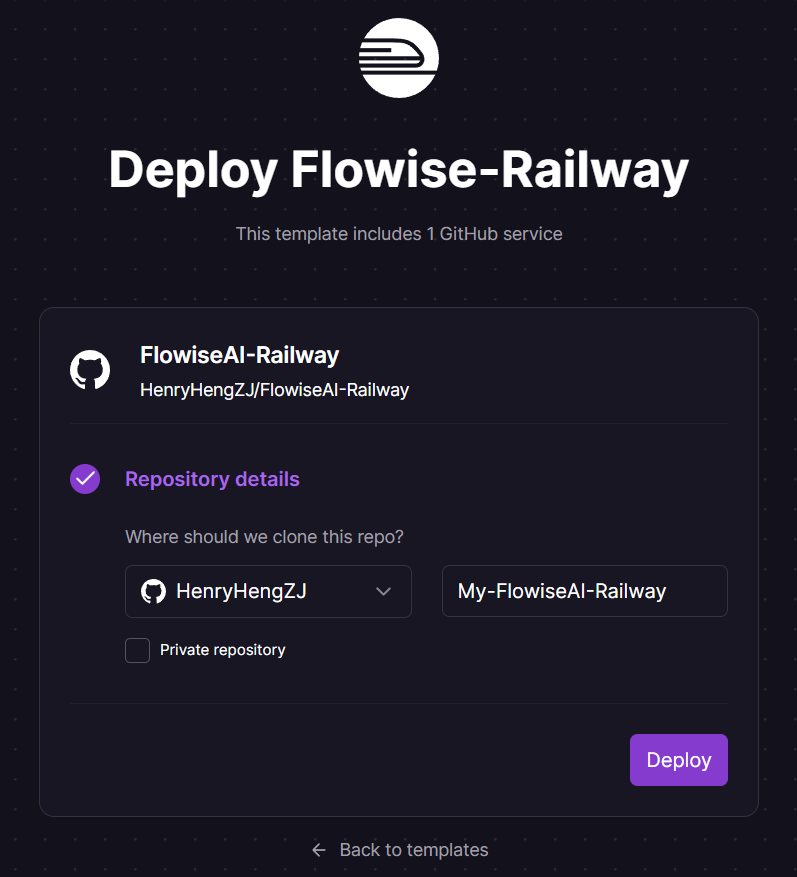 Deploy Flowise-Railway
This template includes 1 GitHub service
FlowiseAI-Railway
HenryHengZJ/FlowiseAI-Railway
Repository details
Where should we clone this repo?
HenryHengZJ
My-FlowiseAI-Railway
Private repository
Deploy
Back to templates